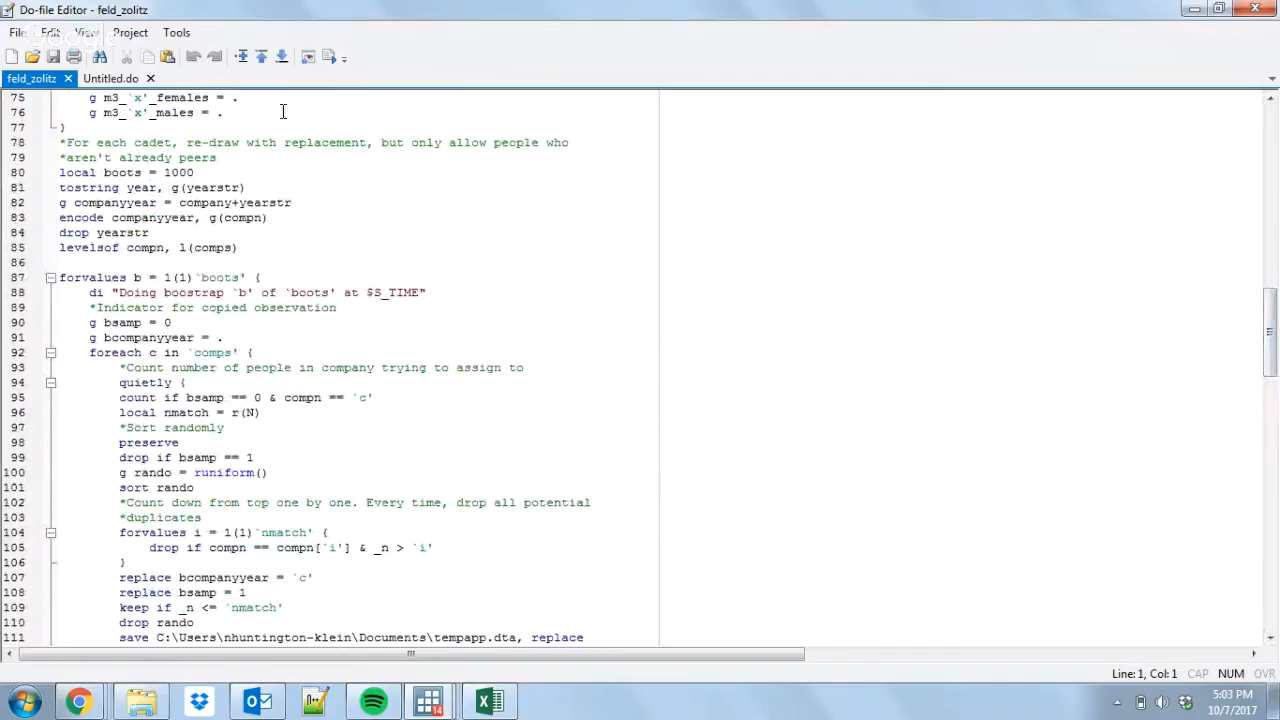 Do-file Editor - feld_zolitz
File Edit View Project Tools
feld_zolitz Untitled.do
75 g m3_`x'_females = .
76 g m3_`x'_males = .
77 }
78 *For each cadet, re-draw with replacement, but only allow people who
79 *aren't already peers
80 local boots = 1000
81 tostring year, g(yearstr)
82 g companyyear = company+yearstr
83 encode companyyear, g(compn)
84 drop yearstr
85 levelsof compn, l(comps)
86
87 forvalues b = 1(1)`boots' {
88 di "Doing boostrap `b' of `boots' at $S_TIME"
89 *Indicator for copied observation
90 g bsamp = 0
91 g bcompanyyear = .
92 foreach c in `comps' {
93 *Count number of people in company trying to assign to
94 quietly {
95 count if bsamp == 0 & compn == `c'
96 local nmatch = r(N)
97 *Sort randomly
98 preserve
99 drop if bsamp == 1
100 g rando = runiform()
101 sort rando
102 *Count down from top one by one. Every time, drop all potential
103 *duplicates
104 forvalues i = 1(1)`nmatch' {
105 drop if compn == compn[`i'] & _n > `i'
106 }
107 replace bcompanyyear = `c'
108 replace bsamp = 1
109 keep if _n <= `nmatch'
110 drop rando
111 save C:\Users\nhuntington-klein\Documents\tempapp.dta, replace
Line: 1, Col: 1 CAP NUM OVR
14
5:03 PM
10/7/2017